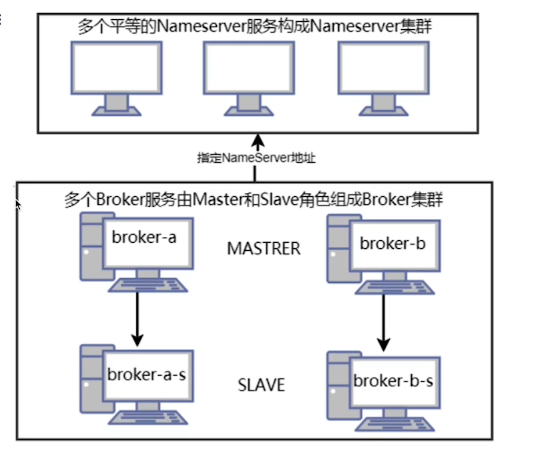 多个平等的Nameserver服务构成Nameserver集群
指定NameServer地址
多个Broker服务由Master和Slave角色组成Broker集群
broker-a
MASTRER
broker-b
broker-a-s
SLAVE
broker-b-s